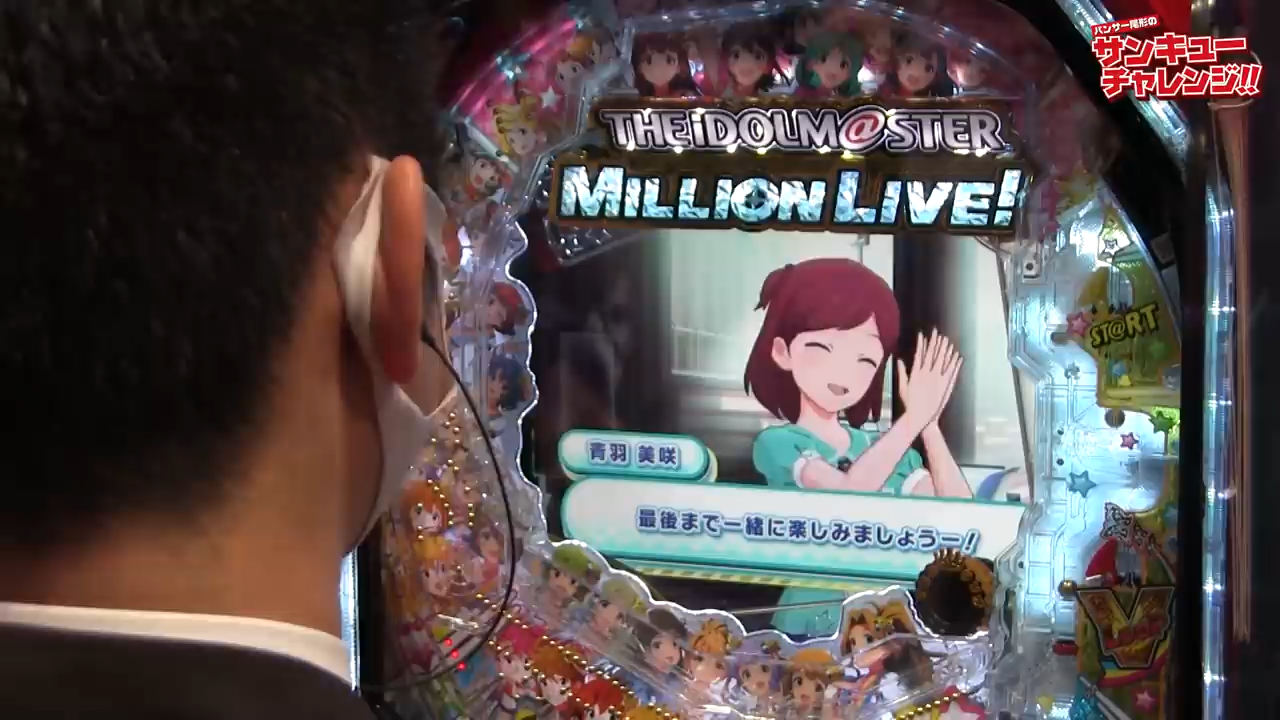 パンサー尾形の
サンキュー
チャレンジ!!
THE iDOLM@STER
MILLION LIVE!
ST@RT
青羽 美咲
最後まで一緒に楽しみましょうー!
V